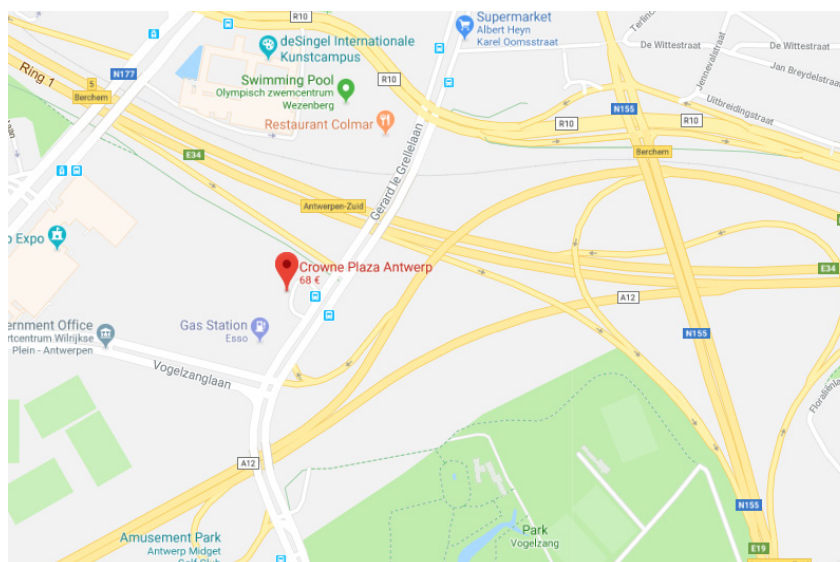 R10
Supermarket
Albert Heyn
Karel Oomsstraat
deSingel Internationale
Kunstcampus
De Wittestraat
De Wittestraat
Jennevalstraat
Jan Breydelstraat
Ring 1
N177
S
Berchem
Swimming Pool
Olympisch zwemcentrum
Wezenberg
R10
Uitbreidingstraat
N155
Restaurant Colmar
R10
R10
Gerard le Grellelaan
E34
Berchem
Antwerpen-Zuid
Expo
Crowne Plaza Antwerp
68 €
E34
A12
ernment Office
rtcentrum Wilrijkse
Plein - Antwerpen
Gas Station
Esso
N155
Vogelzanglaan
A12
N155
Park
Vogelzang
Amusement Park
Antwerp Midget
E19